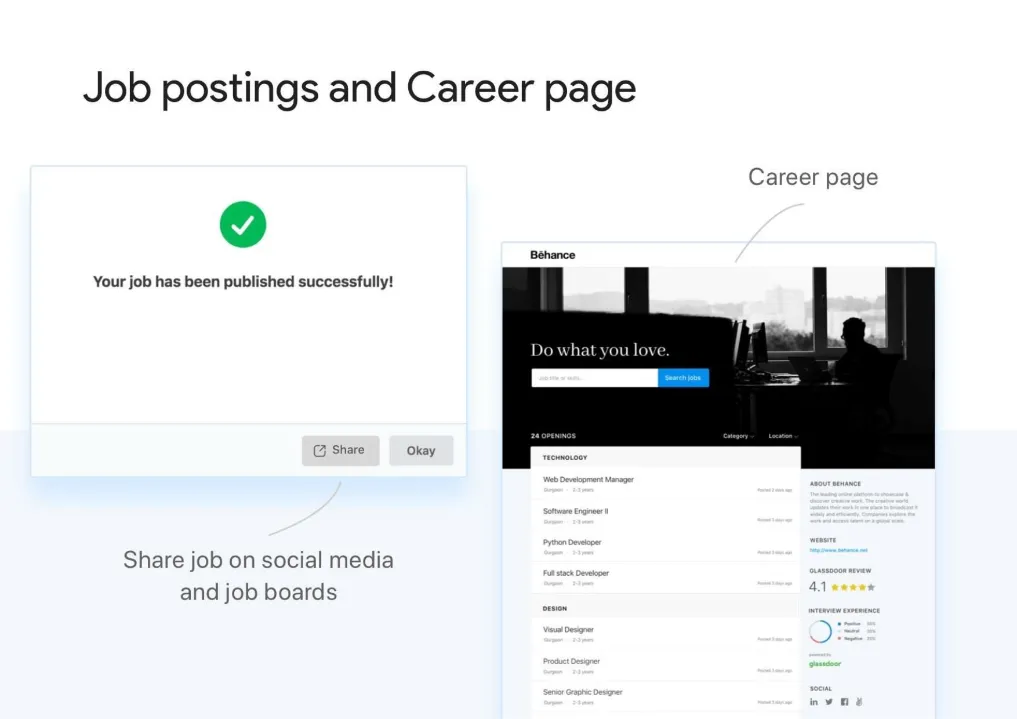 Job postings and Career page
Your job has been published successfully!
Share
Okay
Share job on social media
and job boards
Career page
Bēhance
Do what you love.
Job title or skills..
Search jobs
24 OPENINGS
Category
Location
TECHNOLOGY
Web Development Manager
Gurgaon - 2-3 years
Posted 3 days ago
Software Engineer II
Gurgaon - 2-3 years
Posted 3 days ago
Python Developer
Gurgaon - 2-3 years
Posted 3 days ago
Full stack Developer
Gurgaon - 2-3 years
Posted 3 days ago
DESIGN
Visual Designer
Gurgaon - 2-3 years
Posted 3 days ago
Product Designer
Gurgaon - 2-3 years
Posted 3 days ago
Senior Graphic Designer
Gurgaon - 2-3 years
Posted 3 days ago
ABOUT BEHANCE
The leading online platform to showcase &
discover creative work. The creative world
updates their work in one place to broadcast it
widely and efficiently. Companies explore the
work and access talent on a global scale.
WEBSITE
http://www.behance.net
GLASSDOOR REVIEW
4.1
INTERVIEW EXPERIENCE
Positive
Neutral
Negative
powered by
glassdoor
SOCIAL